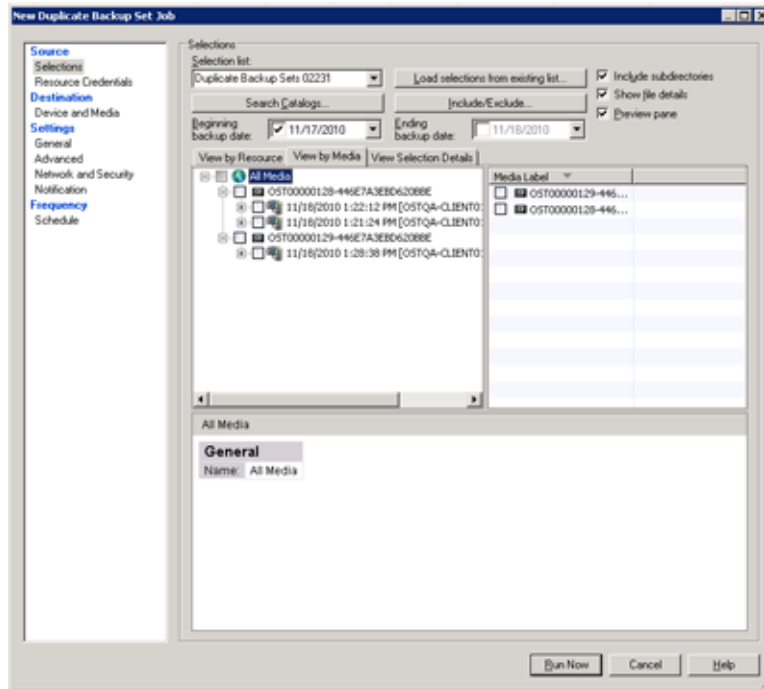 New Duplicate Backup Set Job
Source
Selections
Resource Credentials
Destination
Device and Media
Settings
General
Advanced
Network and Security
Notification
Frequency
Schedule
Selections
Selection list:
Duplicate Backup Sets 02231
Load selections from existing list...
Include subdirectories
Search Catalogs...
Include/Exclude...
Show file details
Beginning backup date:
11/17/2010
Ending backup date:
11/18/2010
Preview pane
View by Resource
View by Media
View Selection Details
All Media
OST00000128-446E7A3EBD620BBE
11/18/2010 1:22:12 PM [OSTQA-CLIENT0
11/18/2010 1:21:24 PM [OSTQA-CLIENT0
OST00000129-446E7A3EBD620BBE
11/18/2010 1:28:38 PM [OSTQA-CLIENT0
Media Label
OST00000129-446...
OST00000128-446...
All Media
General
Name: All Media
Run Now
Cancel
Help